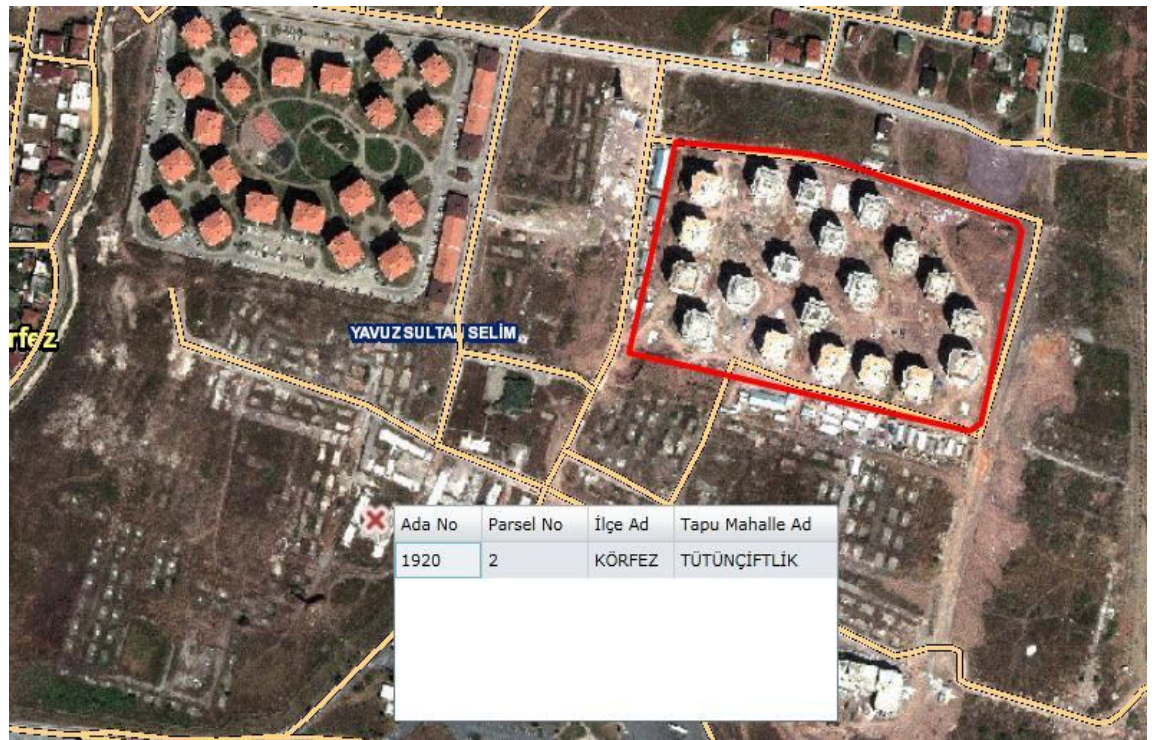 YAVUZ SULTAN SELİM
rfez
Ada No Parsel No İlçe Ad Tapu Mahalle Ad
1920 2 KÖRFEZ TÜTÜNÇİFTLİK